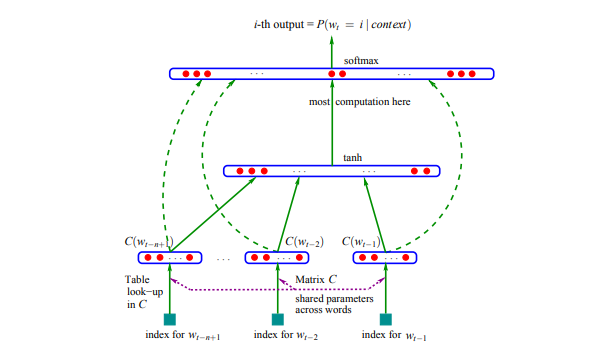 i-th output = P(w_t = i | context)
softmax
. . .
. . .
most computation here
tanh
. . .
. . .
C(w_{t−n+1})
C(w_{t−2})
C(w_{t−1})
. . .
. . .
. . .
. . .
Table
look−up
in C
Matrix C
shared parameters
across words
index for w_{t−n+1}
index for w_{t−2}
index for w_{t−1}